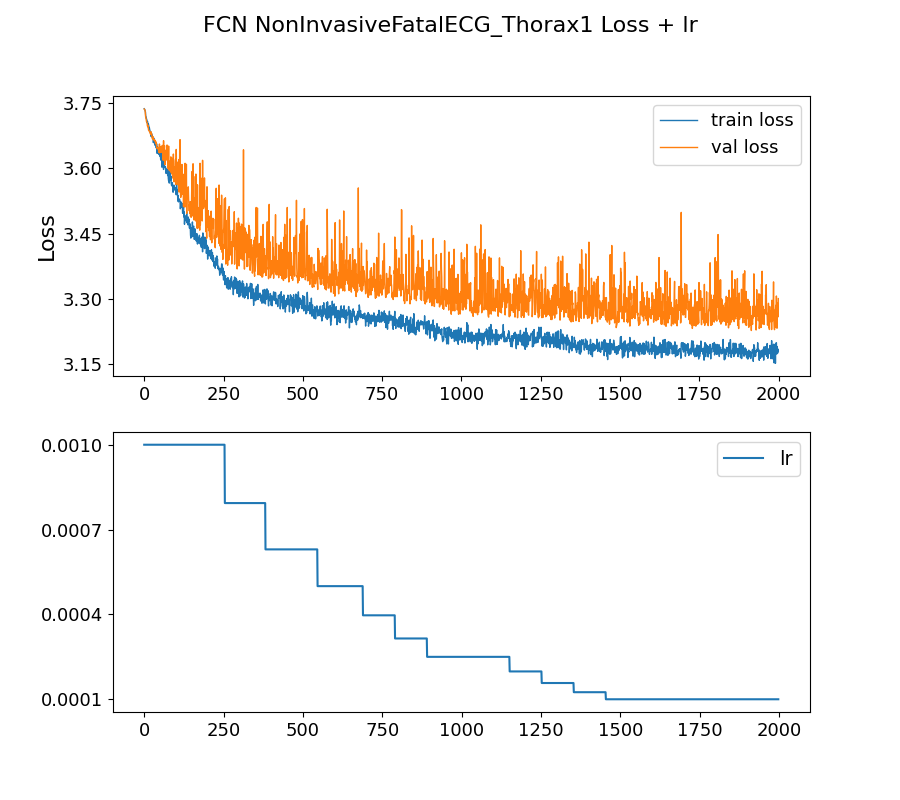 FCN NonInvasiveFatalECG_Thorax1 Loss + lr
3.75
3.60
3.45
3.30
3.15
Loss
train loss
val loss
0 250 500 750 1000 1250 1500 1750 2000
0.0010
0.0007
0.0004
0.0001
lr
0 250 500 750 1000 1250 1500 1750 2000